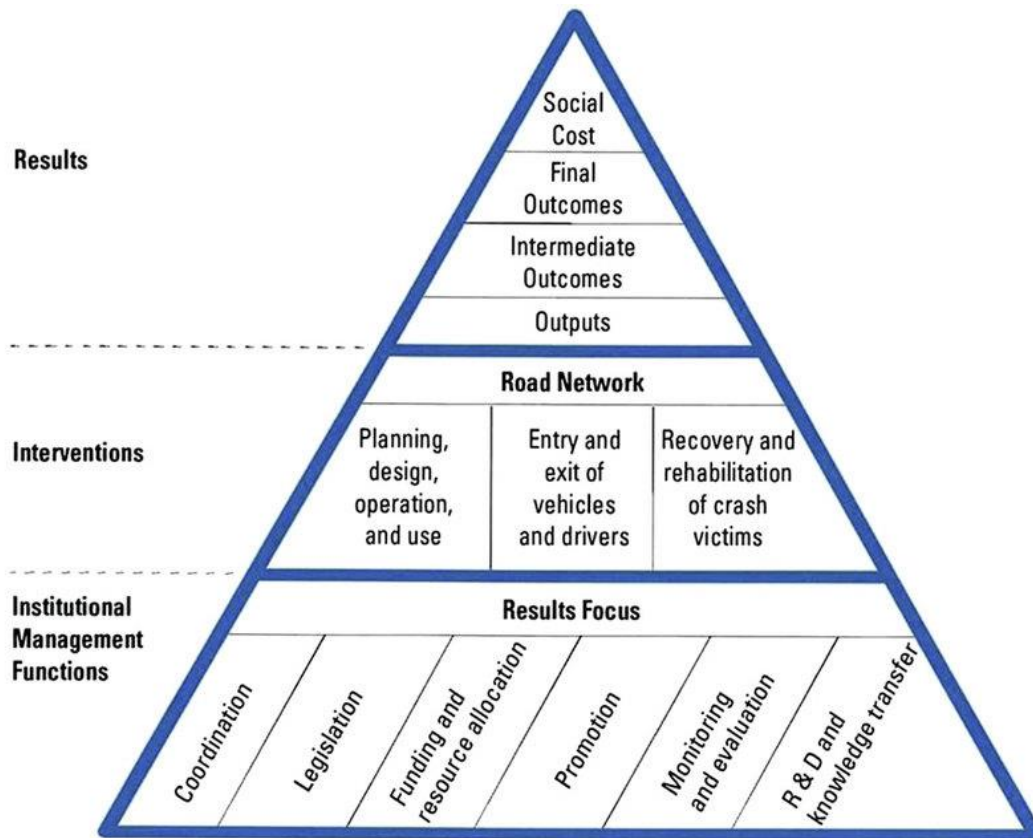 Results
Social
Cost
Final
Outcomes
Intermediate
Outcomes
Outputs
Interventions
Road Network
Planning,
design,
operation,
and use
Entry and
exit of
vehicles
and drivers
Recovery and
rehabilitation
of crash
victims
Institutional
Management
Functions
Results Focus
Coordination
Legislation
Funding and
resource allocation
Promotion
Monitoring
and evaluation
R & D and
knowledge transfer